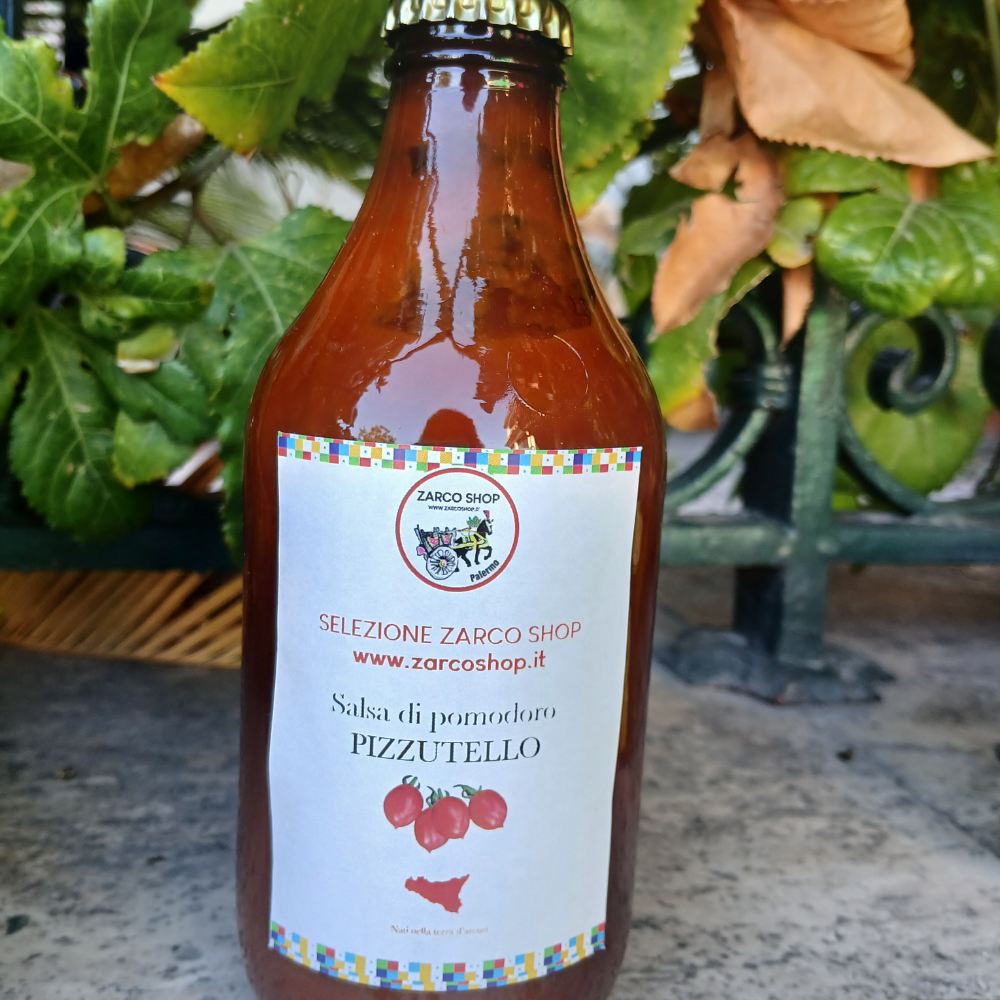 ZARCO SHOP
WWW.ZARCOSHOP.IT
Palermo
SELEZIONE ZARCO SHOP
www.zarcoshop.it
Salsa di pomodoro
PIZZUTELLO
Nati nella terra d'